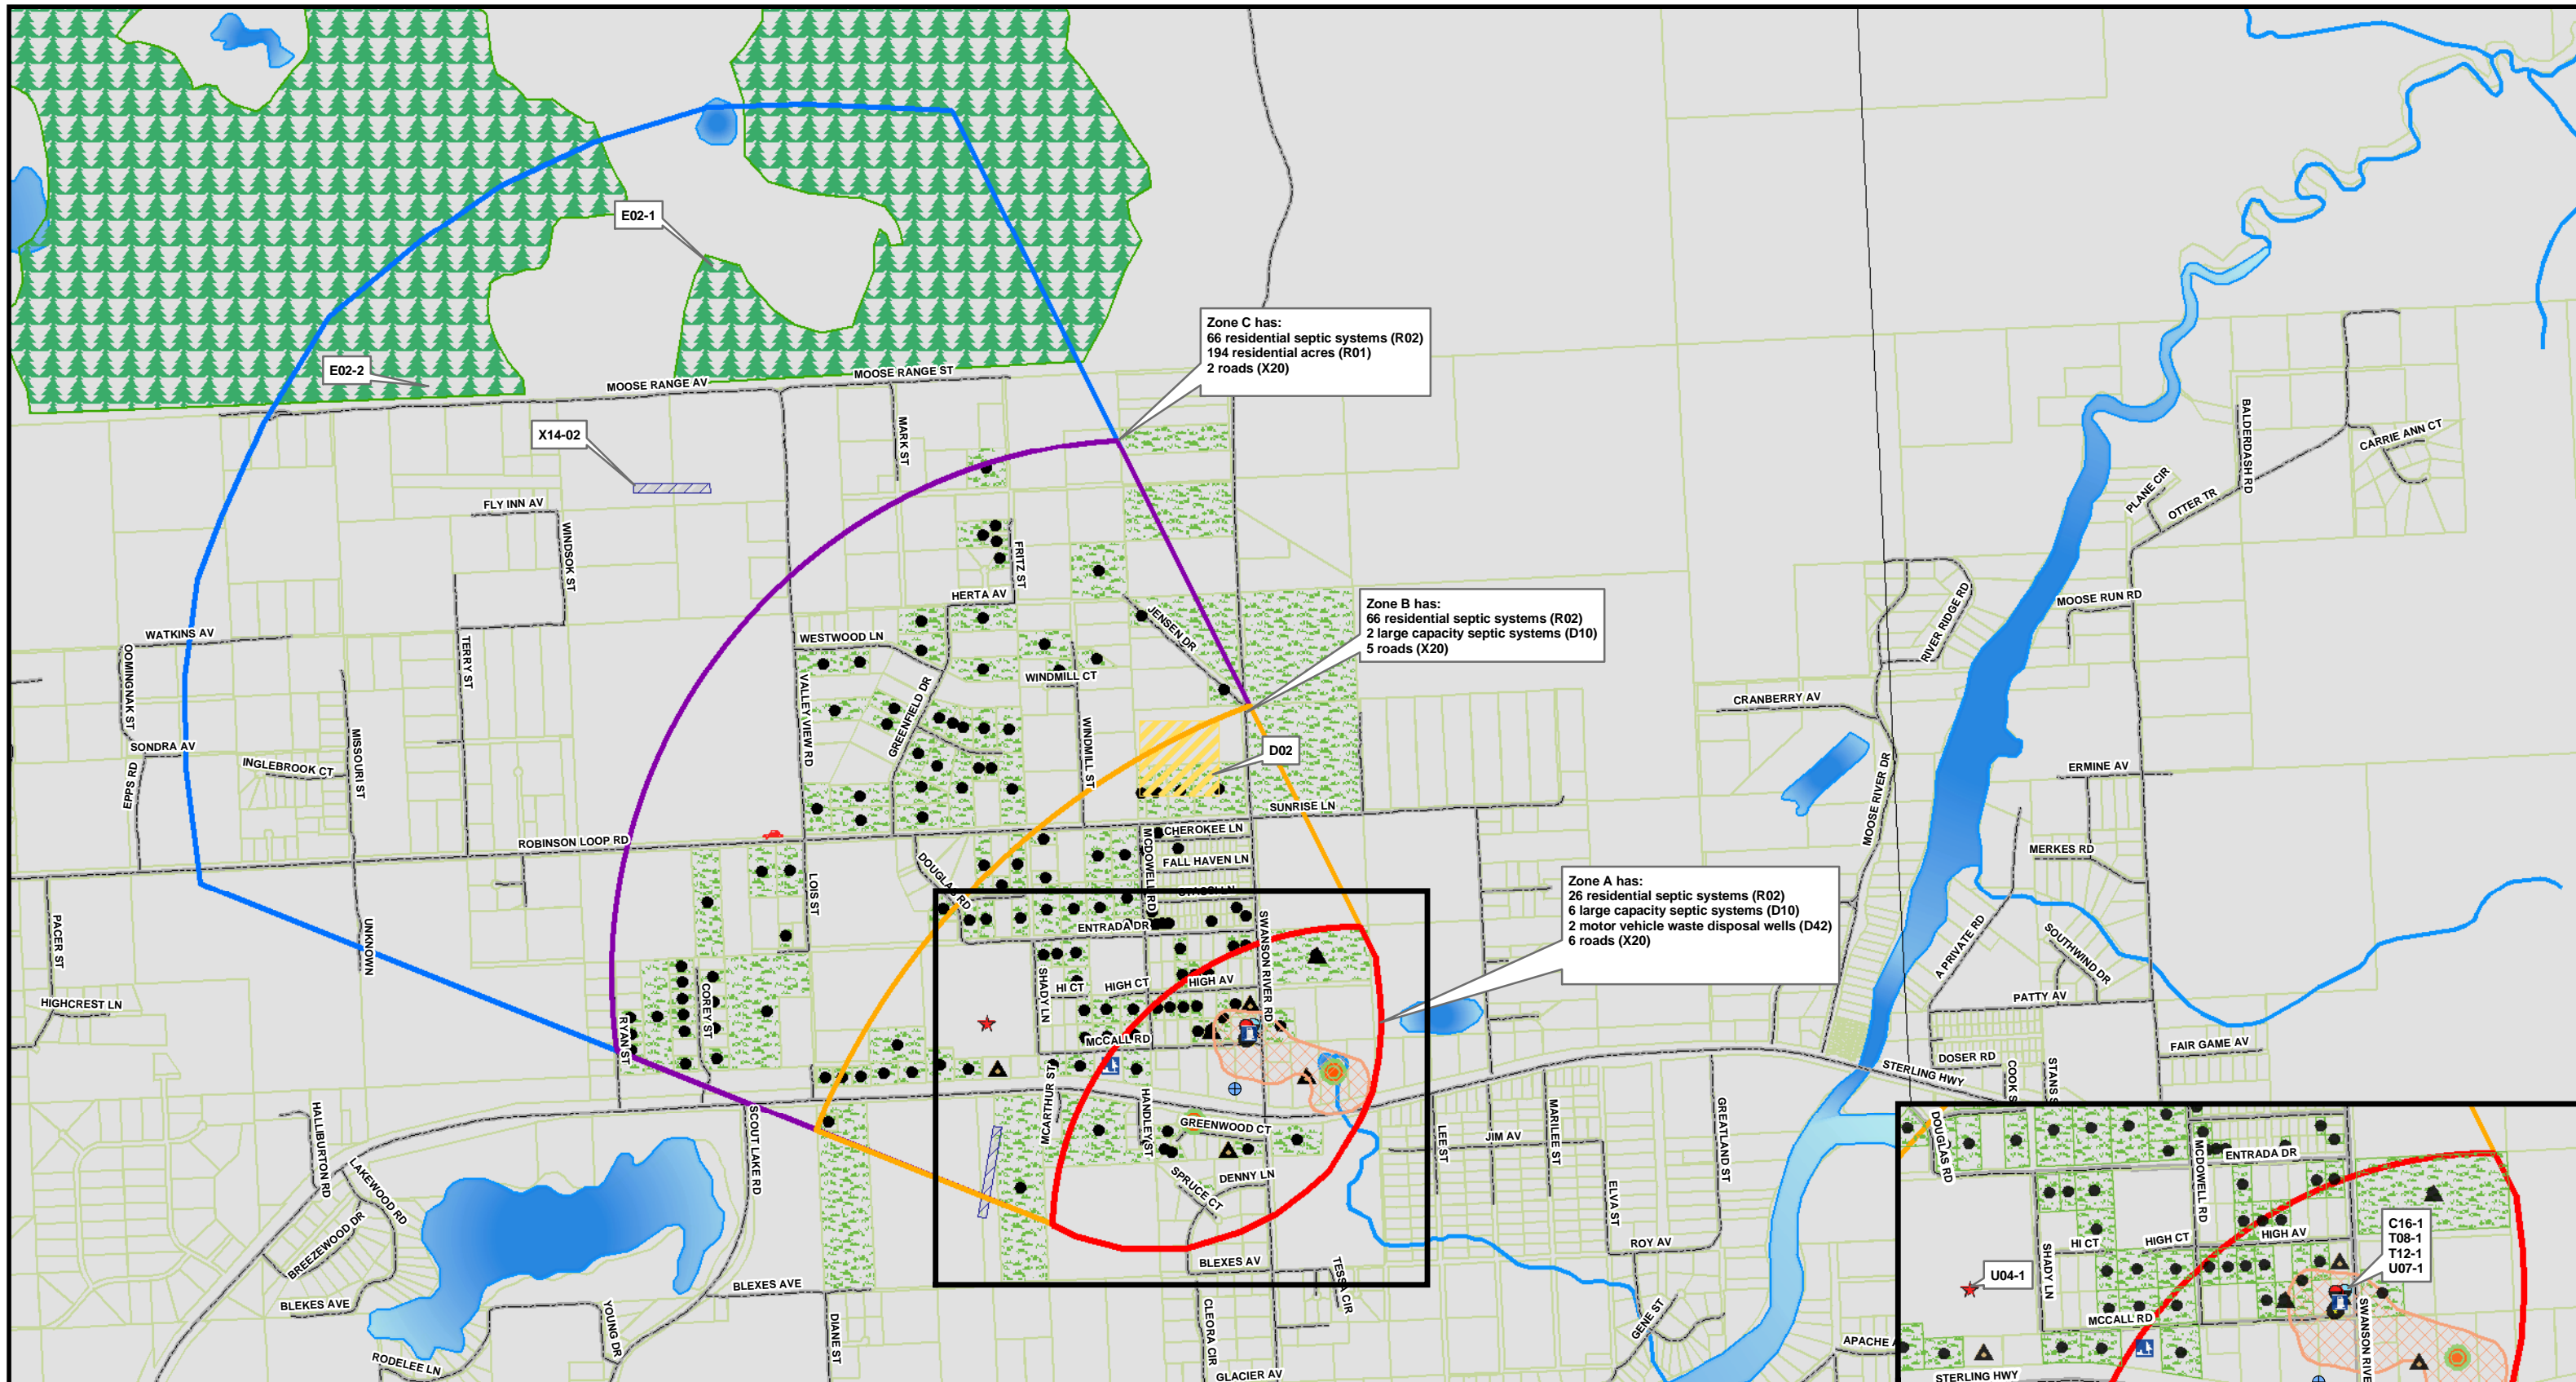 E02-1
Zone C has:
66 residential septic systems (R02)
194 residential acres (R01)
2 roads (X20)
E02-2
MOOSE RANGE AV
MOOSE RANGE ST
X14-02
MARK ST
BALDERDASH RD
CARRIE ANN CT
PLANE CIR
OTTER TR
FLY INN AV
WINDSOK ST
FRITZ ST
HERTA AV
JENSEN DR
Zone B has:
66 residential septic systems (R02)
2 large capacity septic systems (D10)
5 roads (X20)
RIVER RIDGE RD
MOOSE RUN RD
WATKINS AV
OOMINGNAK ST
TERRY ST
WESTWOOD LN
VALLEY VIEW RD
GREENFIELD DR
WINDMILL CT
WINDMILL ST
CRANBERRY AV
SONDRA AV
EPPS RD
INGLEBROOK CT
MISSOURI ST
D02
MOOSE RIVER DR
ERMINE AV
SUNRISE LN
ROBINSON LOOP RD
CHEROKEE LN
MCDOWELL RD
FALL HAVEN LN
MERKES RD
DOUGLAS RD
LOIS ST
Zone A has:
26 residential septic systems (R02)
6 large capacity septic systems (D10)
2 motor vehicle waste disposal wells (D42)
6 roads (X20)
PACER ST
UNKNOWN
ENTRADA DR
SWANSON RIVER RD
A PRIVATE RD
SOUTHWIND DR
HIGHCREST LN
COREY ST
SHADY LN
HI CT
HIGH CT
HIGH AV
PATTY AV
RYAN ST
MCCALL RD
DOSER RD
FAIR GAME AV
STERLING HWY
COOK S
STANS S
HALLIBURTON RD
SCOUT LAKE RD
MCARTHUR ST
HANDLEY ST
GREENWOOD CT
LEE ST
JIM AV
MARILEE ST
GREATLAND ST
LAKEWOOD RD
BREEZEWOOD DR
SPRUCE CT
DENNY LN
ELVA ST
ROY AV
BLEXES AV
TESSA CIR
BLEXES AVE
BLEKES AVE
YOUNG DR
DIANE ST
CLEORA CIR
GENE ST
RODELEE LN
GLACIER AV
APACHE A
DOUGLAS RD
ENTRADA DR
MCDOWELL RD
C16-1
T08-1
T12-1
U07-1
SHADY LN
HI CT
HIGH CT
HIGH AV
U04-1
MCCALL RD
SWANSON RIVE
STERLING HWY